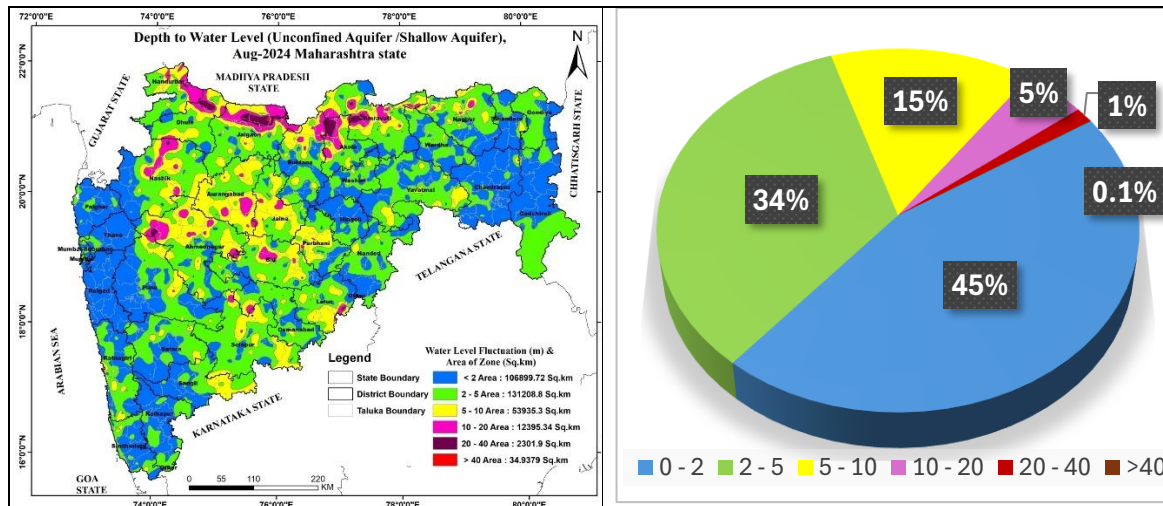 72°0'0"E 74°0'0"E 76°0'0"E 78°0'0"E 80°0'0"E
Depth to Water Level (Unconfined Aquifer /Shallow Aquifer),
Aug-2024 Maharashtra state
N
22°0'0"N
20°0'0"N
18°0'0"N
16°0'0"N
MADHYA PRADESH
STATE
GUJARAT STATE
CHHATISGARH STATE
TELANGANA STATE
KARNATAKA STATE
ARABIAN SEA
GOA
STATE
Nandurbar
Dhule
Jalgaon
Amravati
Nagpur
Bhandara
Gondiya
Akola
Wardha
Buldana
Washim
Nashik
Yavatmal
Chandrapur
Gadchiroli
Aurangabad
Palghar
Jalna
Hingoli
Thane
Parbhani
Mumbai Suburban
Mumbai
Ahmednagar
Nanded
Bid
Raigad
Pune
Latur
Osmanabad
Solapur
Satara
Ratnagiri
Sangli
Kolhapur
Sindhudurg
Legend
State Boundary
District Boundary
Taluka Boundary
Water Level Fluctuation (m) &
Area of Zone (Sq.km)
< 2 Area : 106899.72 Sq.km
2 - 5 Area : 131208.8 Sq.km
5 - 10 Area : 53935.3 Sq.km
10 - 20 Area : 12395.34 Sq.km
20 - 40 Area : 2301.9 Sq.km
> 40 Area : 34.9379 Sq.km
0 55 110 220
KM
74°0'0"E 76°0'0"E 78°0'0"E 80°0'0"E
15%
5%
1%
0.1%
34%
45%
0 - 2 2 - 5 5 - 10 10 - 20 20 - 40 >40